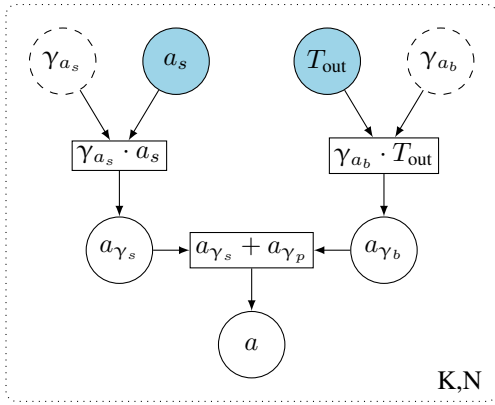 γ_{a_s} a_s T_out γ_{a_b}
γ_{a_s} · a_s γ_{a_b} · T_out
a_{γ_s} a_{γ_s} + a_{γ_p} a_{γ_b}
a
K,N